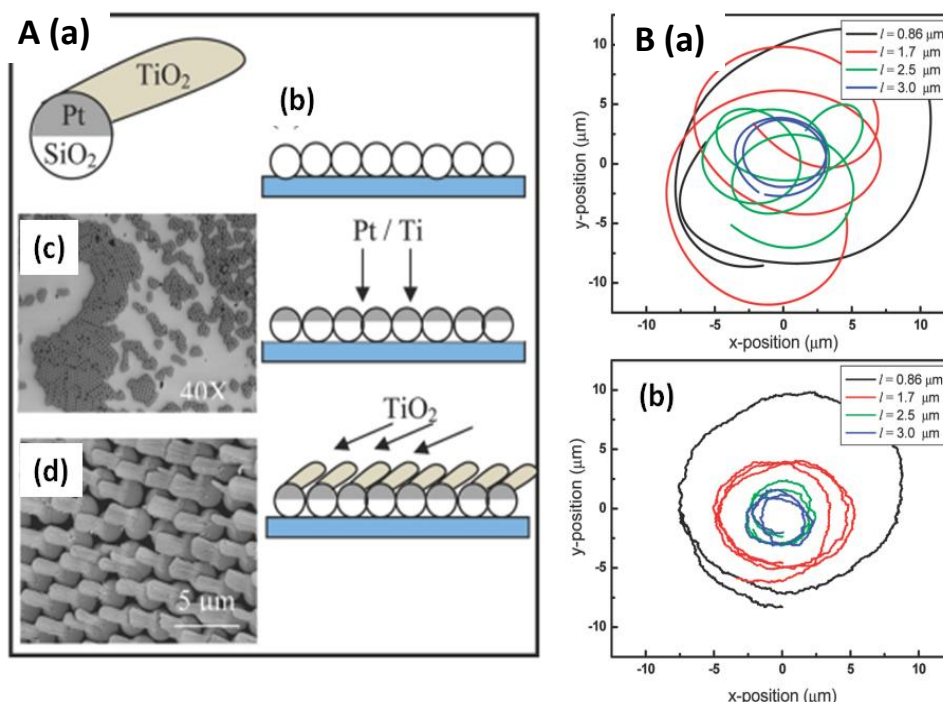 A (a)
TiO2
Pt
SiO2
(b)
Pt / Ti
(c)
40X
TiO2
(d)
5 μm
B (a)
l = 0.86 μm
l = 1.7 μm
l = 2.5 μm
l = 3.0 μm
y-position (μm)
10
5
0
-5
-10
-10 -5 0 5 10
x-position (μm)
(b)
l = 0.86 μm
l = 1.7 μm
l = 2.5 μm
l = 3.0 μm
y-position (μm)
10
5
0
-5
-10
-10 -5 0 5 10
x-position (μm)